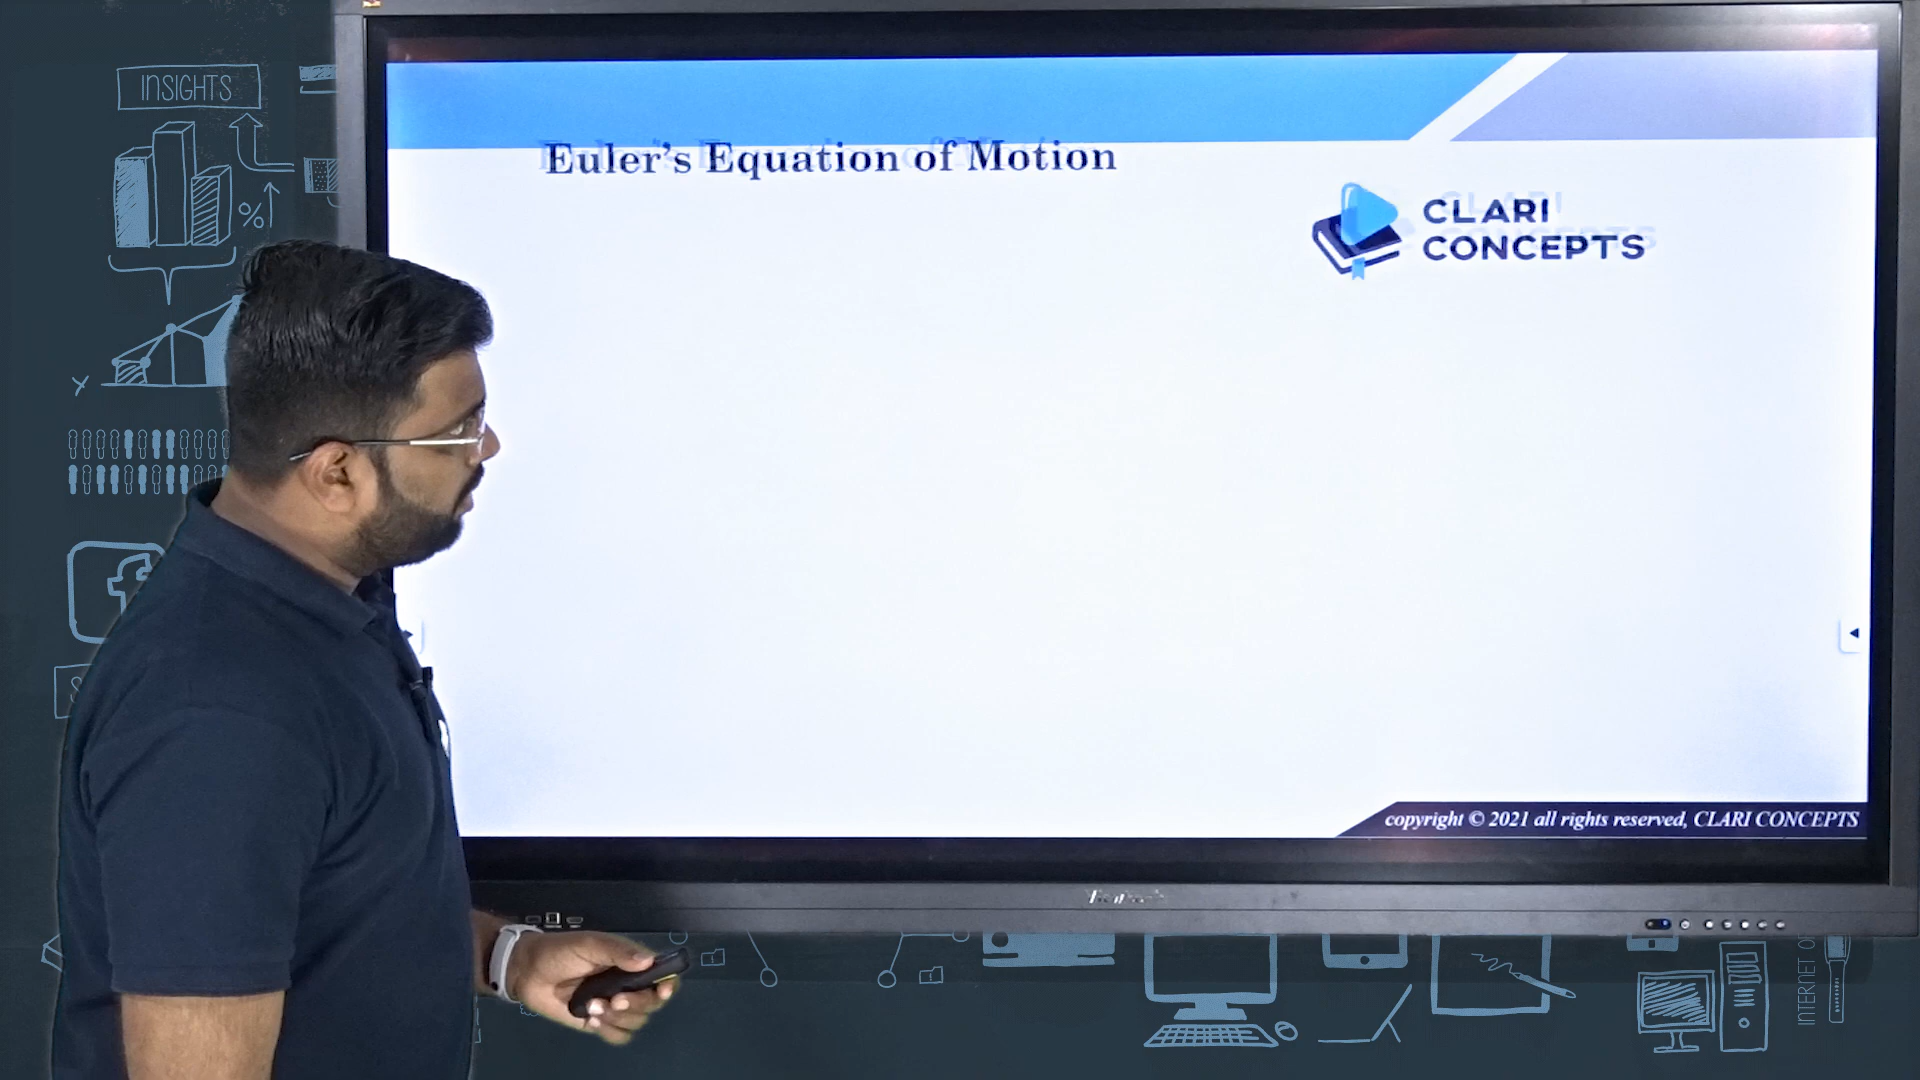 INSIGHTS
%
X
Euler's Equation of Motion
CLARI
CONCEPTS
copyright © 2021 all rights reserved, CLARI CONCEPTS
INTERNET O